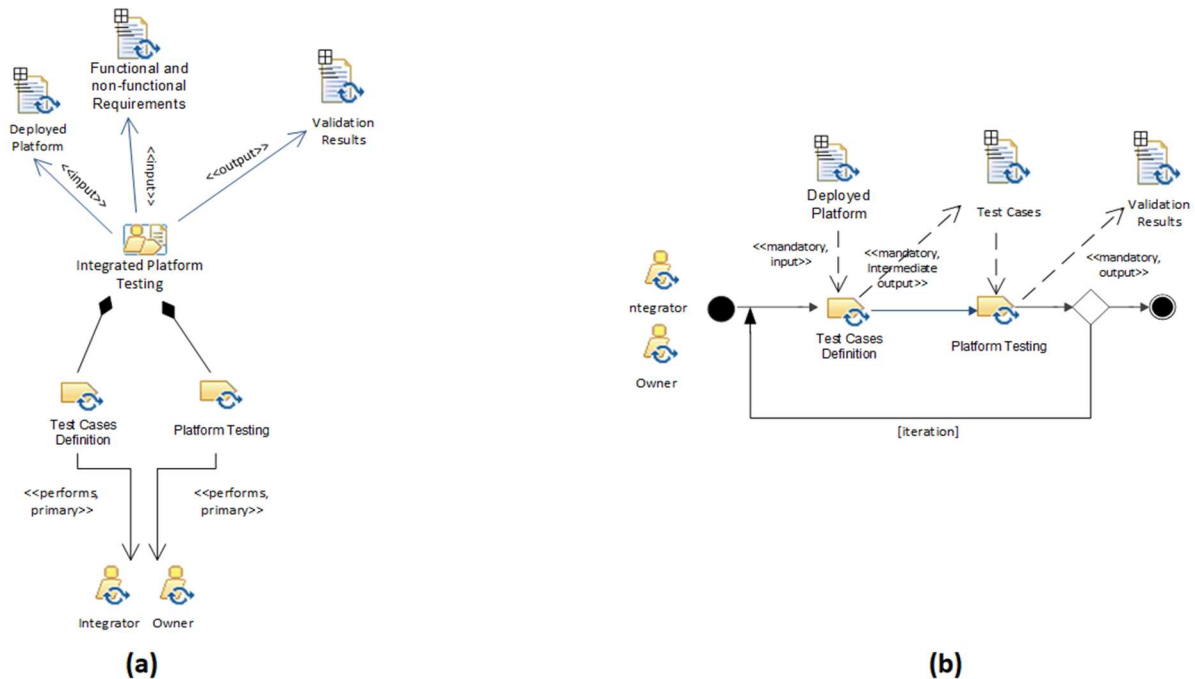 Functional and
non-functional
Requirements
Deployed
Platform
Validation
Results
<<input>>
<<input>>
<<output>>
Integrated Platform
Testing
Test Cases
Definition
Platform Testing
<<performs,
primary>>
<<performs,
primary>>
Integrator
Owner
(a)
Deployed
Platform
Test Cases
Validation
Results
<<mandatory,
input>>
<<mandatory,
Intermediate
output>>
<<mandatory,
output>>
ntegrator
Owner
Test Cases
Definition
Platform Testing
[iteration]
(b)